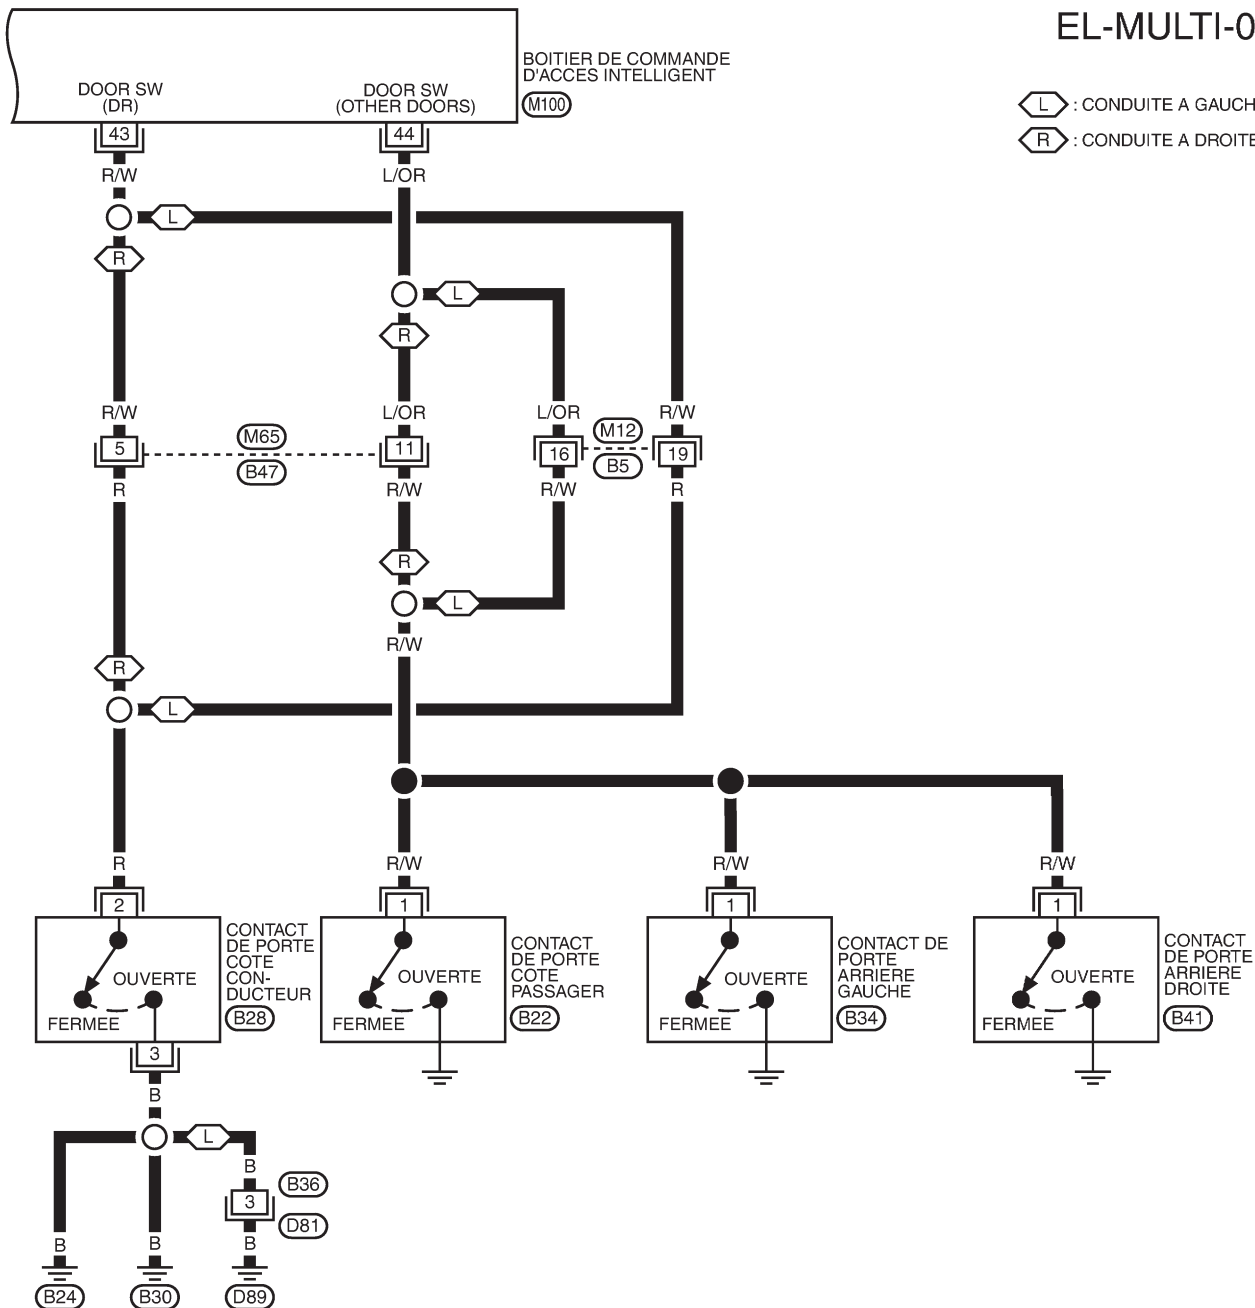 EL-MULTI-0
BOITIER DE COMMANDE
D'ACCES INTELLIGENT
M100
DOOR SW
(DR)
DOOR SW
(OTHER DOORS)
L : CONDUITE A GAUCH
R : CONDUITE A DROITE
43
44
R/W
L/OR
L
R
L
R
R/W
L/OR
L/OR
R/W
5
M65
B47
11
16
M12
B5
19
R
R/W
R/W
R
R
L
R/W
R
L
R
R/W
R/W
R/W
2
1
1
1
CONTACT
DE PORTE
COTE
CON-
DUCTEUR
B28
OUVERTE
FERMEE
CONTACT
DE PORTE
COTE
PASSAGER
B22
OUVERTE
FERMEE
CONTACT DE
PORTE
ARRIERE
GAUCHE
B34
OUVERTE
FERMEE
CONTACT
DE PORTE
ARRIERE
DROITE
B41
OUVERTE
FERMEE
3
B
L
B
B36
3
D81
B
B
B
B24
B30
D89